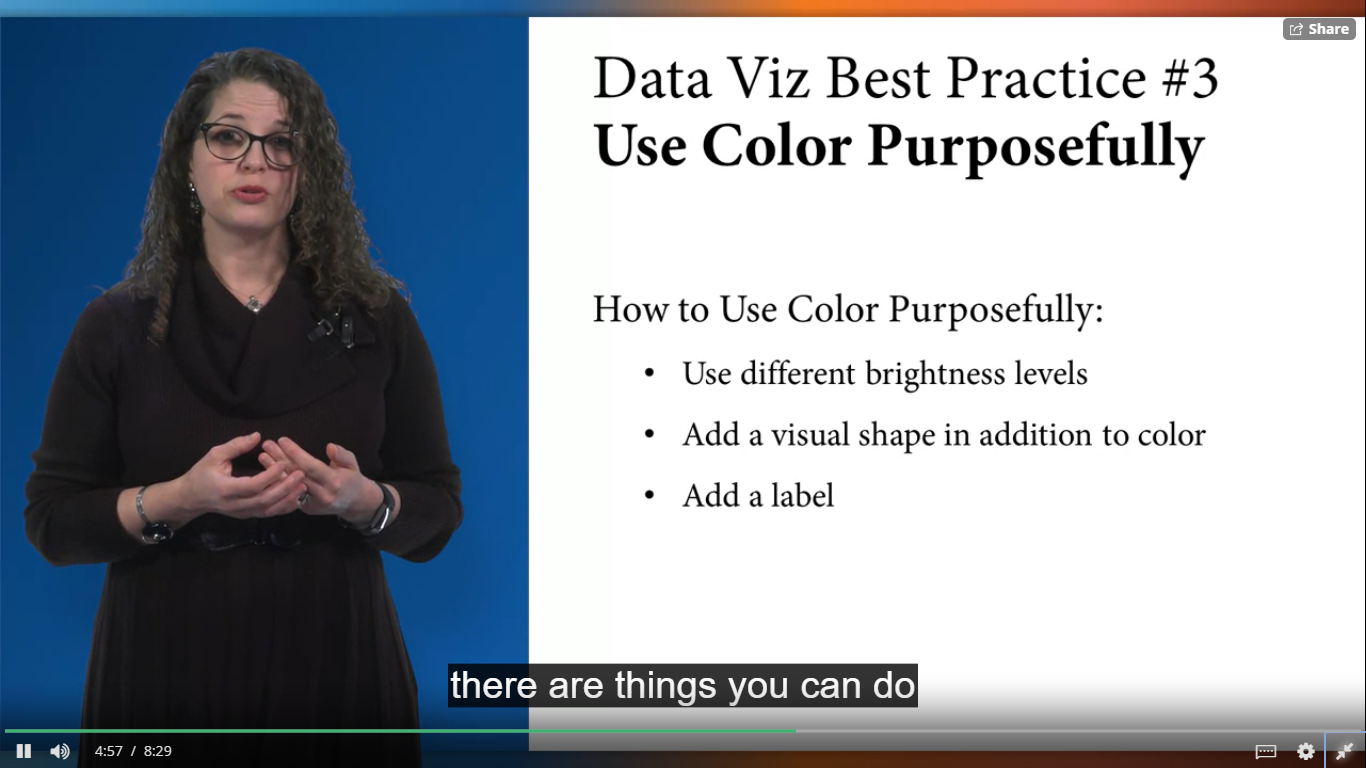 Share
Data Viz Best Practice #3
Use Color Purposefully
How to Use Color Purposefully:
• Use different brightness levels
• Add a visual shape in addition to color
• Add a label
there are things you can do
4:57 / 8:29